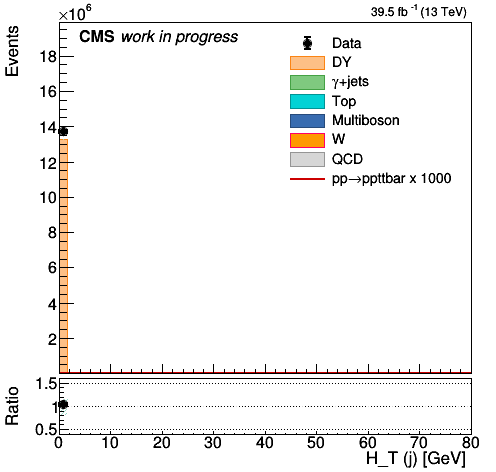 ×10⁶
39.5 fb⁻¹ (13 TeV)
Events
CMS work in progress
Data
DY
γ+jets
Top
Multiboson
W
QCD
pp→ppttbar x 1000
18
16
14
12
10
8
6
4
2
Ratio
1.5
1
0.5
0 10 20 30 40 50 60 70 80
H_T (j) [GeV]